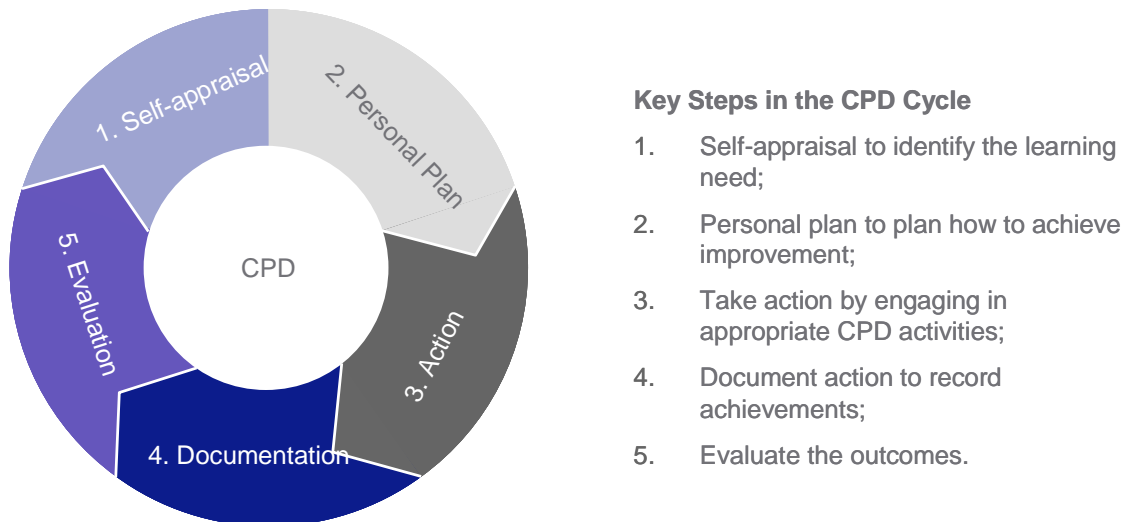 1. Self-appraisal
2. Personal Plan
3. Action
4. Documentation
5. Evaluation
CPD
Key Steps in the CPD Cycle
1. Self-appraisal to identify the learning
need;
2. Personal plan to plan how to achieve
improvement;
3. Take action by engaging in
appropriate CPD activities;
4. Document action to record
achievements;
5. Evaluate the outcomes.